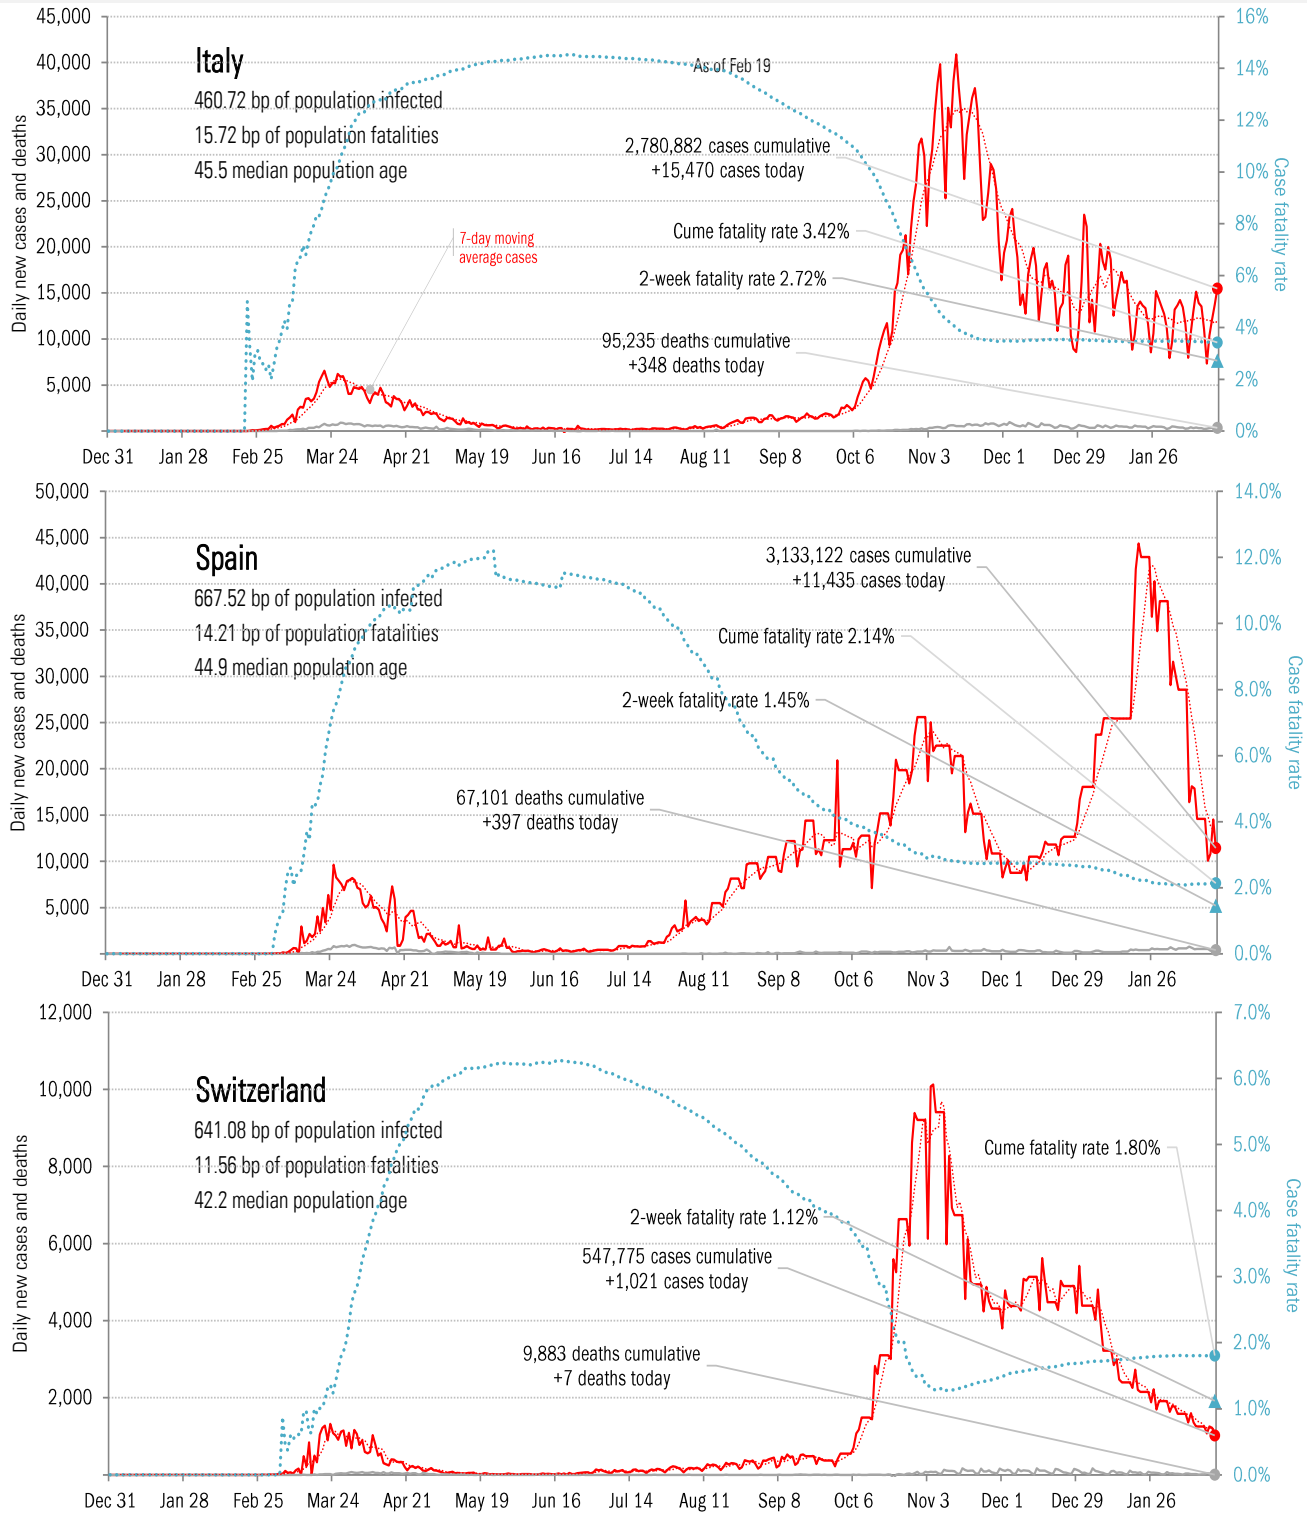 45,000
40,000
35,000
30,000
25,000
20,000
15,000
10,000
5,000
Daily new cases and deaths
Italy
460.72 bp of population infected
15.72 bp of population fatalities
45.5 median population age
As of Feb 19
7-day moving
average cases
2,780,882 cases cumulative
+15,470 cases today
Cume fatality rate 3.42%
2-week fatality rate 2.72%
95,235 deaths cumulative
+348 deaths today
16%
14%
12%
10%
8%
6%
4%
2%
0%
Case fatality rate
Dec 31 Jan 28 Feb 25 Mar 24 Apr 21 May 19 Jun 16 Jul 14 Aug 11 Sep 8 Oct 6 Nov 3 Dec 1 Dec 29 Jan 26
50,000
45,000
40,000
35,000
30,000
25,000
20,000
15,000
10,000
5,000
Daily new cases and deaths
Spain
667.52 bp of population infected
14.21 bp of population fatalities
44.9 median population age
3,133,122 cases cumulative
+11,435 cases today
Cume fatality rate 2.14%
2-week fatality rate 1.45%
67,101 deaths cumulative
+397 deaths today
14.0%
12.0%
10.0%
8.0%
6.0%
4.0%
2.0%
0.0%
Case fatality rate
Dec 31 Jan 28 Feb 25 Mar 24 Apr 21 May 19 Jun 16 Jul 14 Aug 11 Sep 8 Oct 6 Nov 3 Dec 1 Dec 29 Jan 26
12,000
10,000
8,000
6,000
4,000
2,000
Daily new cases and deaths
Switzerland
641.08 bp of population infected
11.56 bp of population fatalities
42.2 median population age
Cume fatality rate 1.80%
2-week fatality rate 1.12%
547,775 cases cumulative
+1,021 cases today
9,883 deaths cumulative
+7 deaths today
7.0%
6.0%
5.0%
4.0%
3.0%
2.0%
1.0%
0.0%
Case fatality rate
Dec 31 Jan 28 Feb 25 Mar 24 Apr 21 May 19 Jun 16 Jul 14 Aug 11 Sep 8 Oct 6 Nov 3 Dec 1 Dec 29 Jan 26